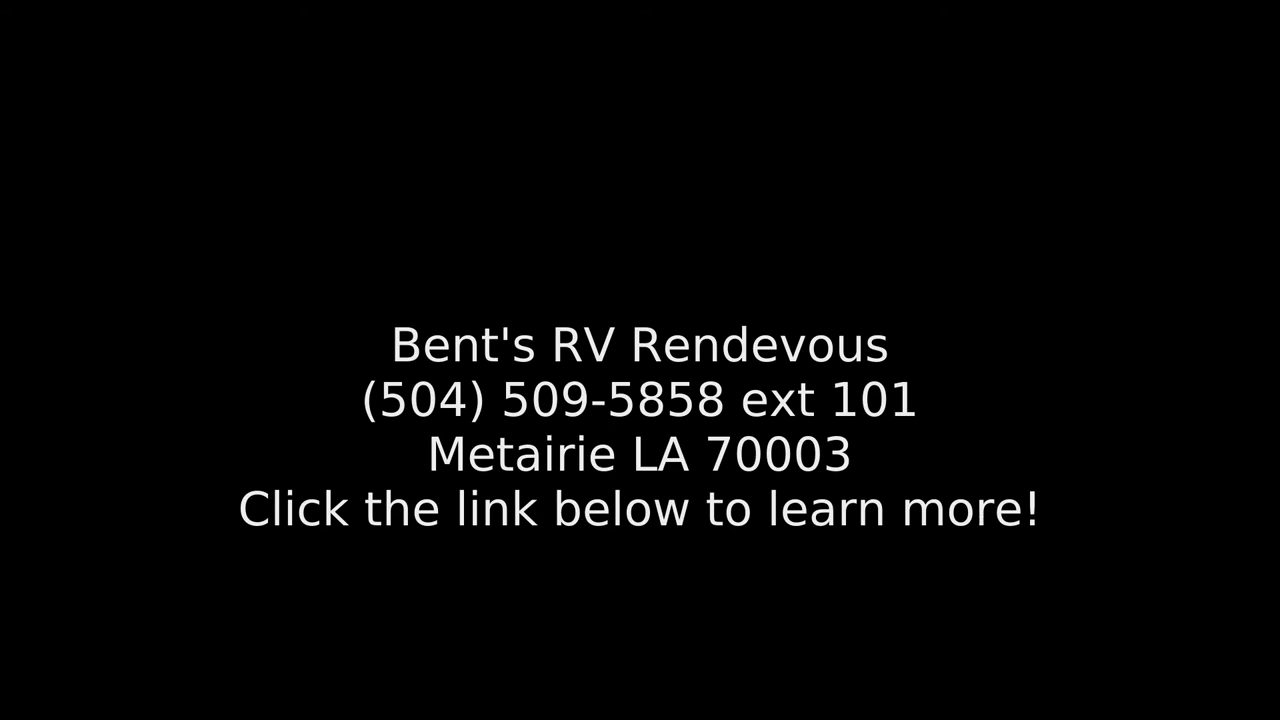 Bent's RV Rendevous
(504) 509-5858 ext 101
Metairie LA 70003
Click the link below to learn more!